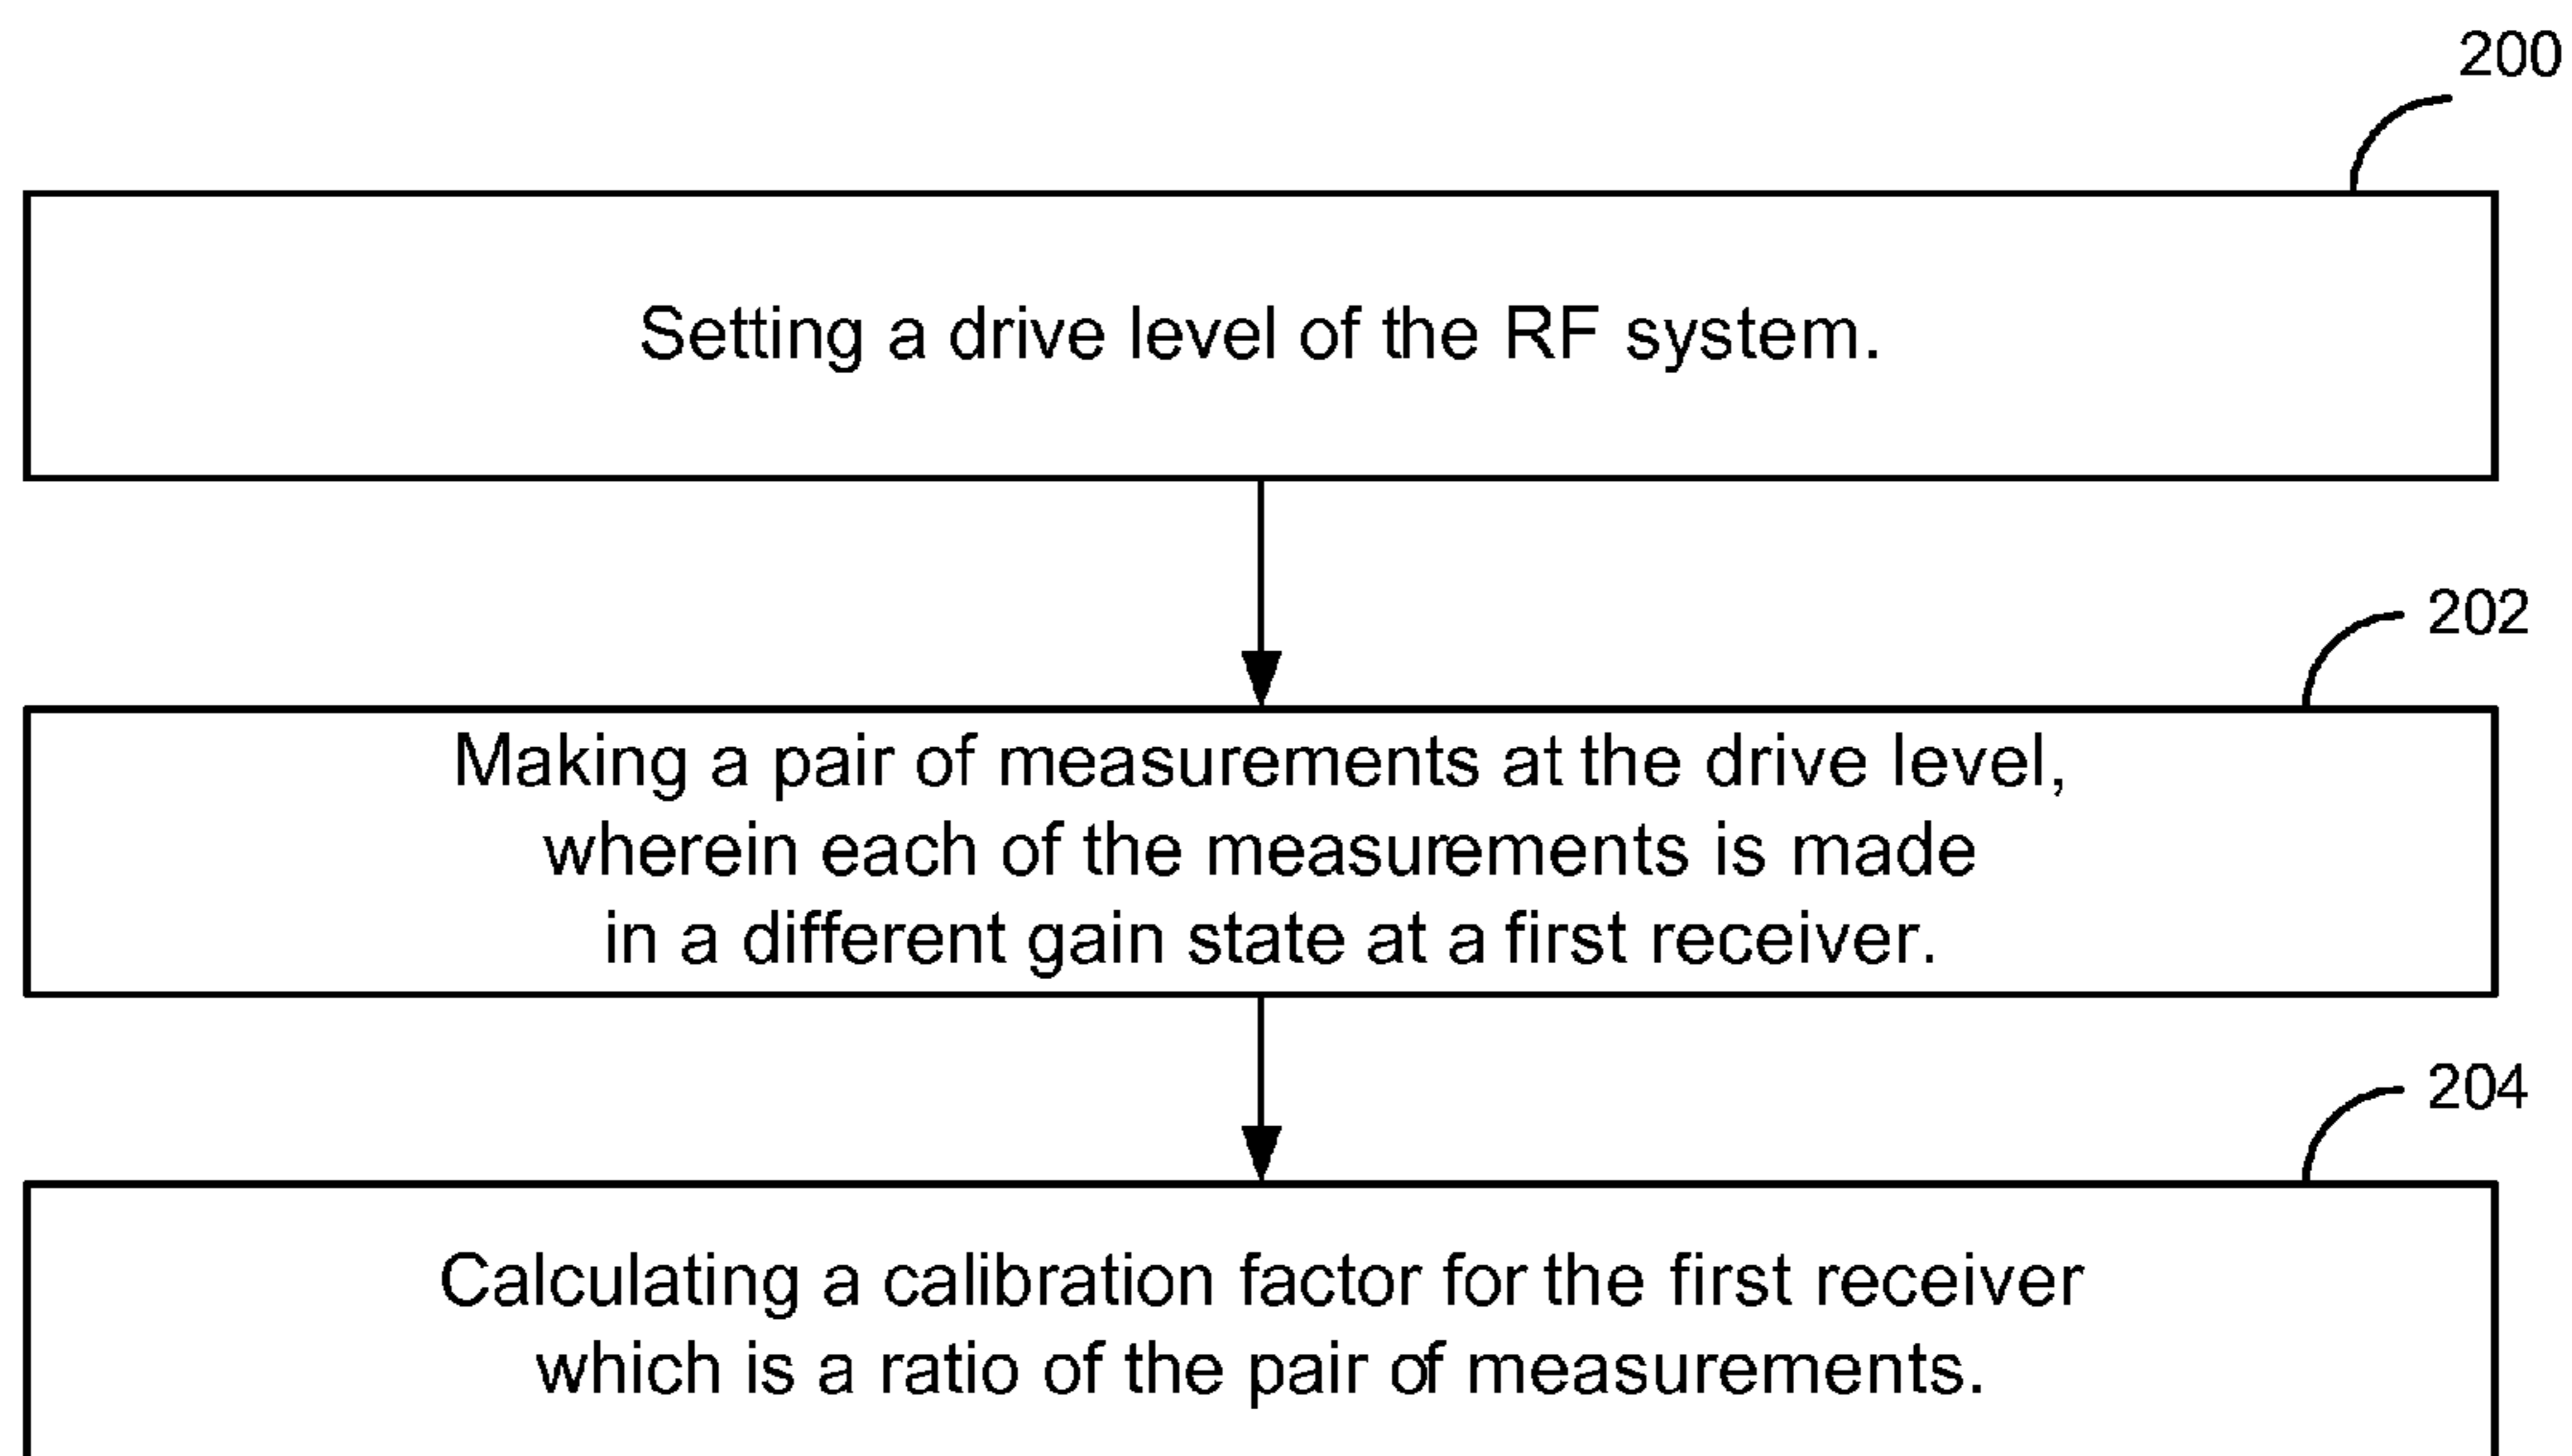 200
Setting a drive level of the RF system.
202
Making a pair of measurements at the drive level,
wherein each of the measurements is made
in a different gain state at a first receiver.
204
Calculating a calibration factor for the first receiver
which is a ratio of the pair of measurements.